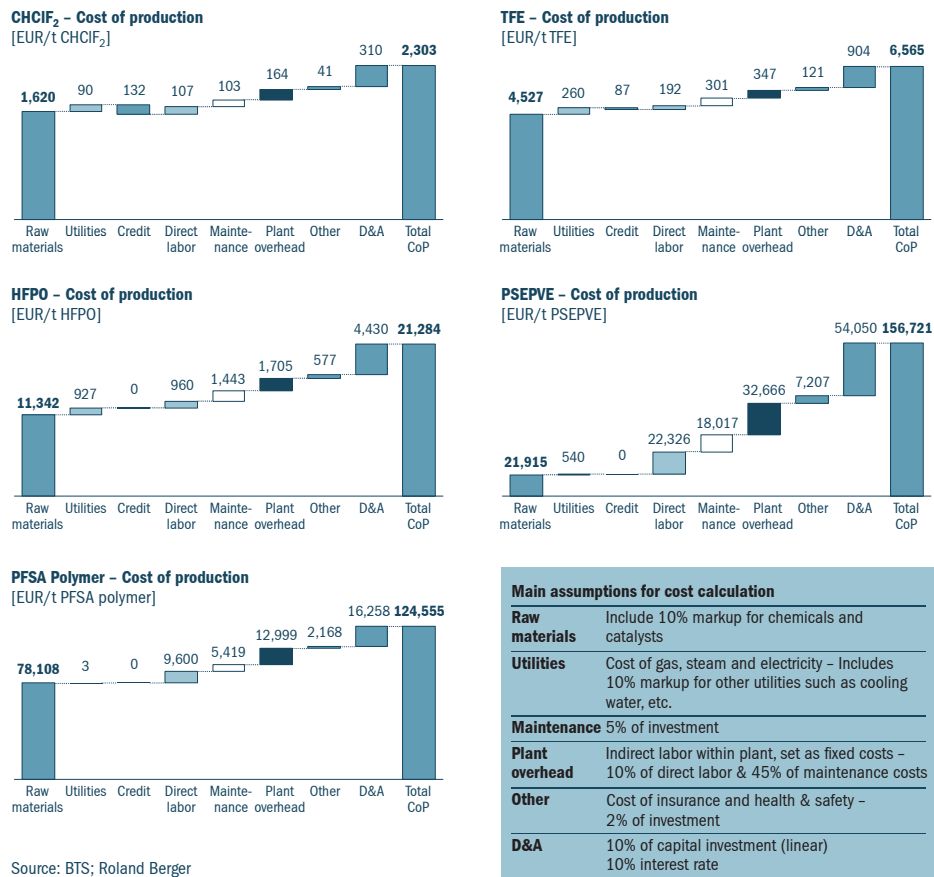 CHClF₂ – Cost of production
[EUR/t CHClF₂]
1,620 90 132 107 103 164 41 310 2,303
Raw materials Utilities Credit Direct labor Mainte-nance Plant overhead Other D&A Total CoP
TFE – Cost of production
[EUR/t TFE]
4,527 260 87 192 301 347 121 904 6,565
Raw materials Utilities Credit Direct labor Mainte-nance Plant overhead Other D&A Total CoP
HFPO – Cost of production
[EUR/t HFPO]
11,342 927 0 960 1,443 1,705 577 4,430 21,284
Raw materials Utilities Credit Direct labor Mainte-nance Plant overhead Other D&A Total CoP
PSEPVE – Cost of production
[EUR/t PSEPVE]
21,915 540 0 22,326 18,017 32,666 7,207 54,050 156,721
Raw materials Utilities Credit Direct labor Mainte-nance Plant overhead Other D&A Total CoP
PFSA Polymer – Cost of production
[EUR/t PFSA polymer]
78,108 3 0 9,600 5,419 12,999 2,168 16,258 124,555
Raw materials Utilities Credit Direct labor Mainte-nance Plant overhead Other D&A Total CoP
Main assumptions for cost calculation
Raw Include 10% markup for chemicals and
materials catalysts
Utilities Cost of gas, steam and electricity – Includes
10% markup for other utilities such as cooling
water, etc.
Maintenance 5% of investment
Plant Indirect labor within plant, set as fixed costs –
overhead 10% of direct labor & 45% of maintenance costs
Other Cost of insurance and health & safety –
2% of investment
D&A 10% of capital investment (linear)
10% interest rate
Source: BTS; Roland Berger